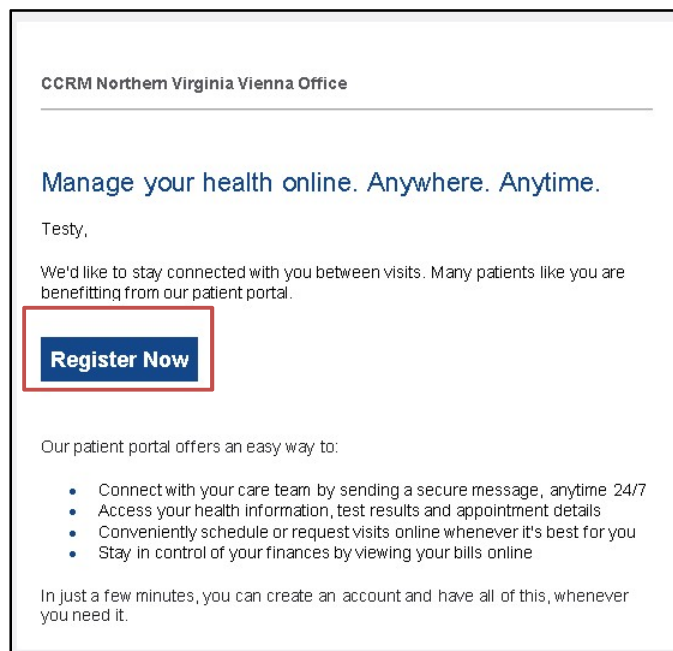 CCRM Northern Virginia Vienna Office
Manage your health online. Anywhere. Anytime.
Testy,
We'd like to stay connected with you between visits. Many patients like you are
benefitting from our patient portal.
Register Now
Our patient portal offers an easy way to:
• Connect with your care team by sending a secure message, anytime 24/7
• Access your health information, test results and appointment details
• Conveniently schedule or request visits online whenever it's best for you
• Stay in control of your finances by viewing your bills online
In just a few minutes, you can create an account and have all of this, whenever
you need it.